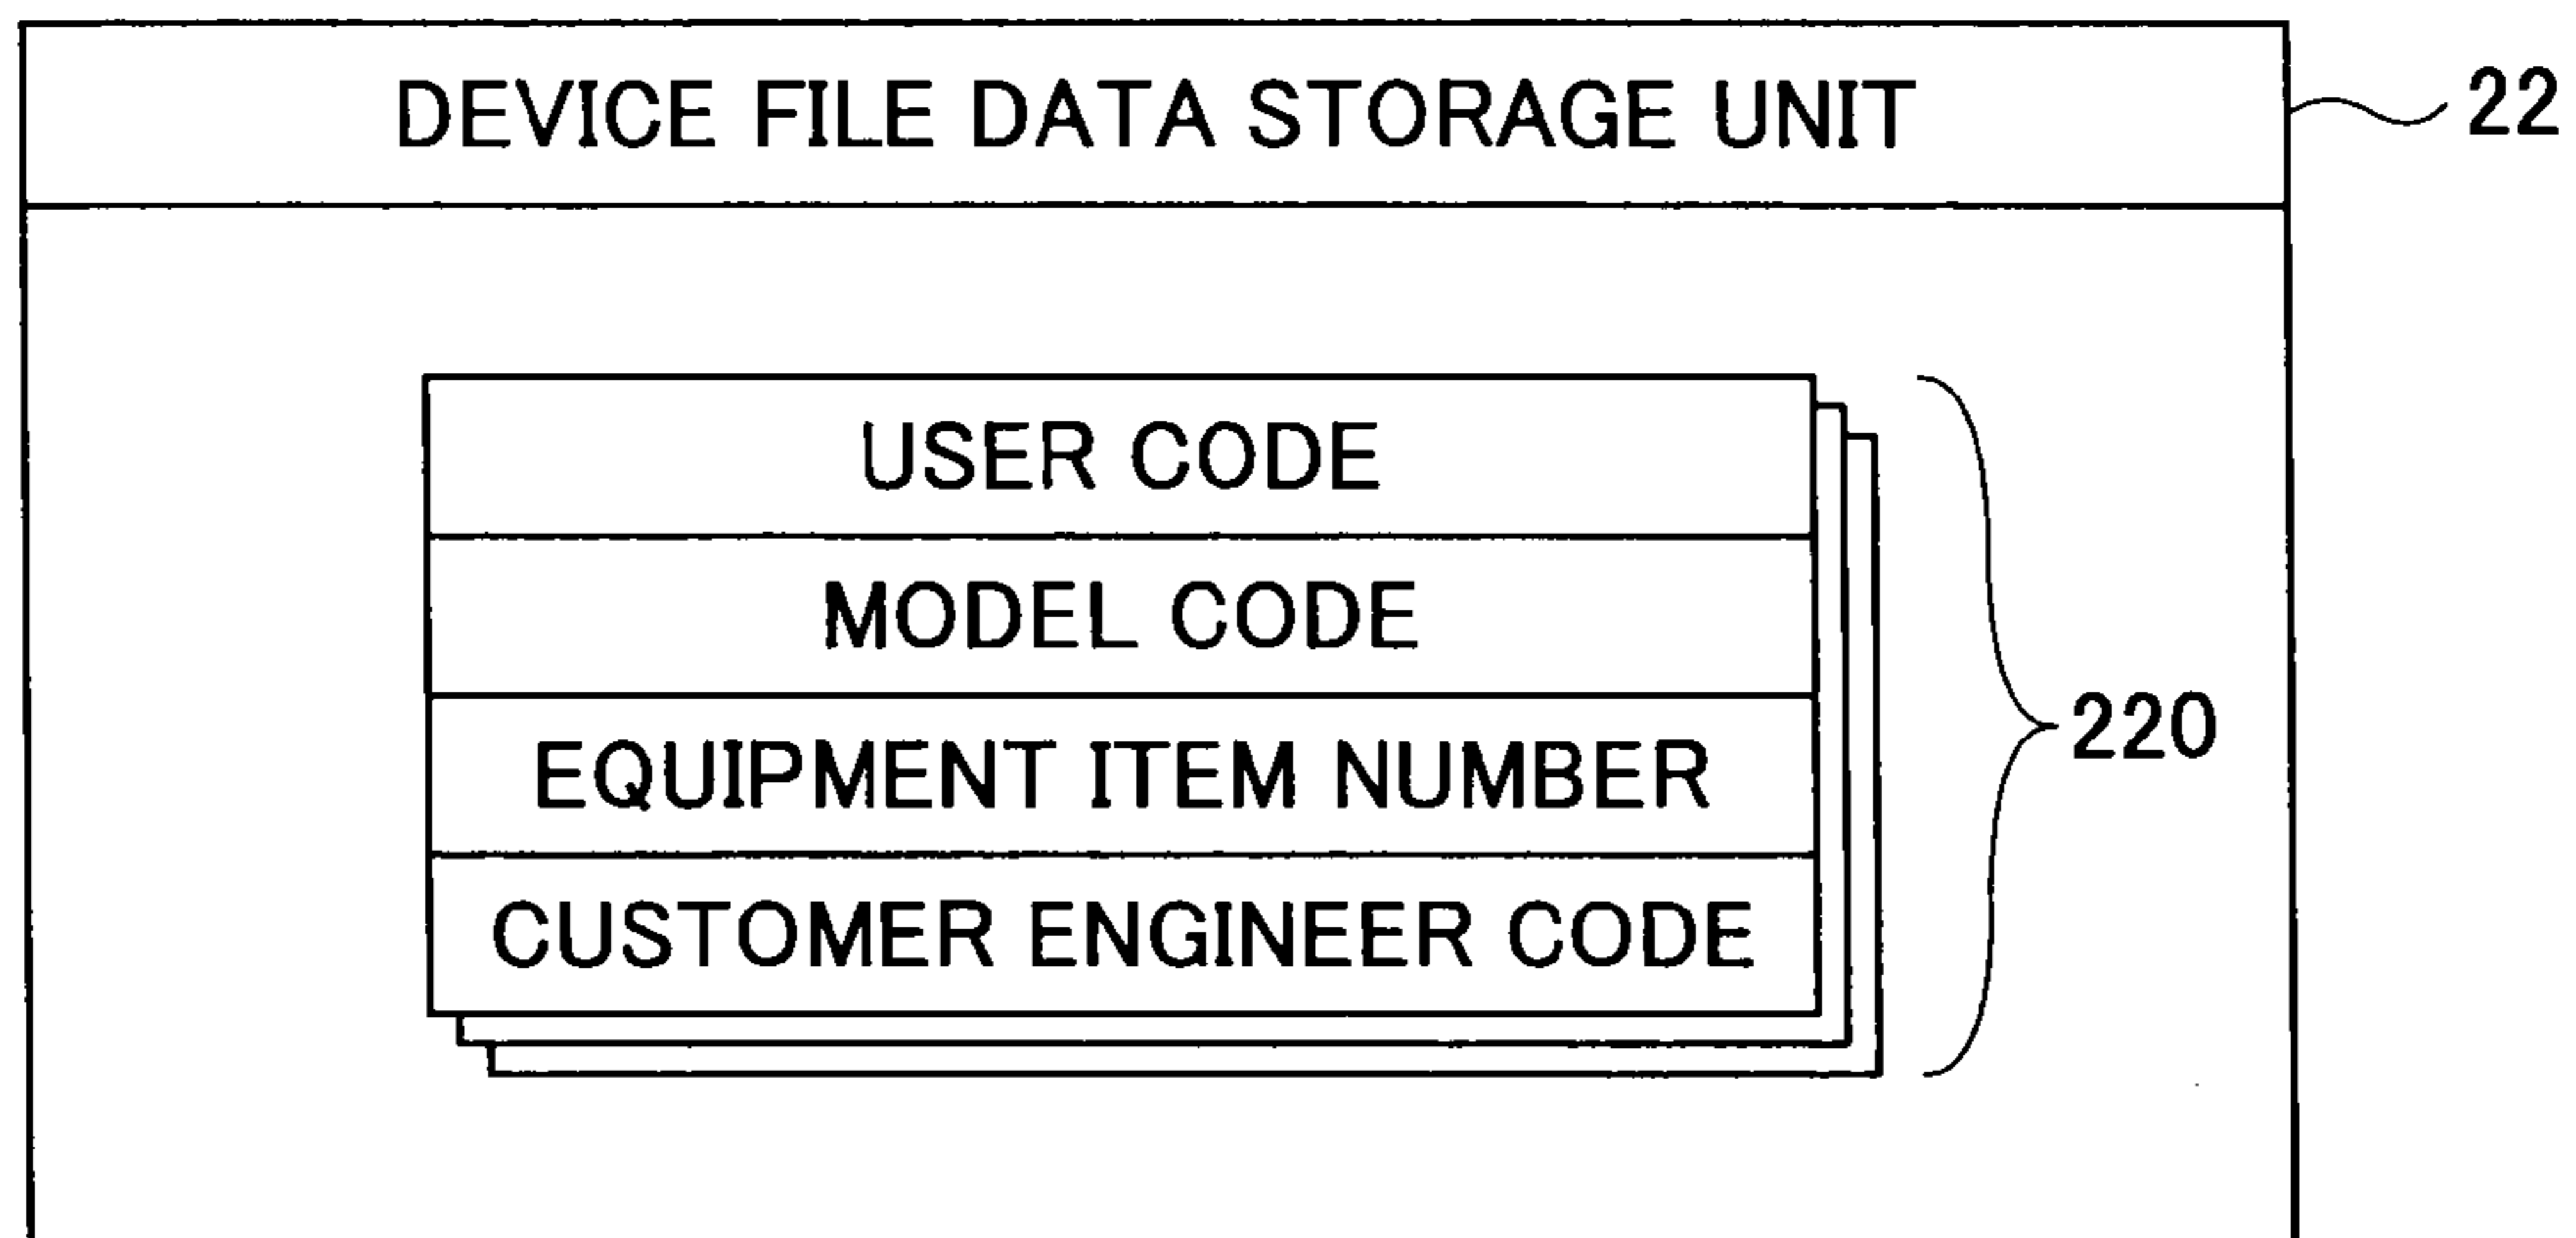 DEVICE FILE DATA STORAGE UNIT
22
USER CODE
MODEL CODE
EQUIPMENT ITEM NUMBER
220
CUSTOMER ENGINEER CODE